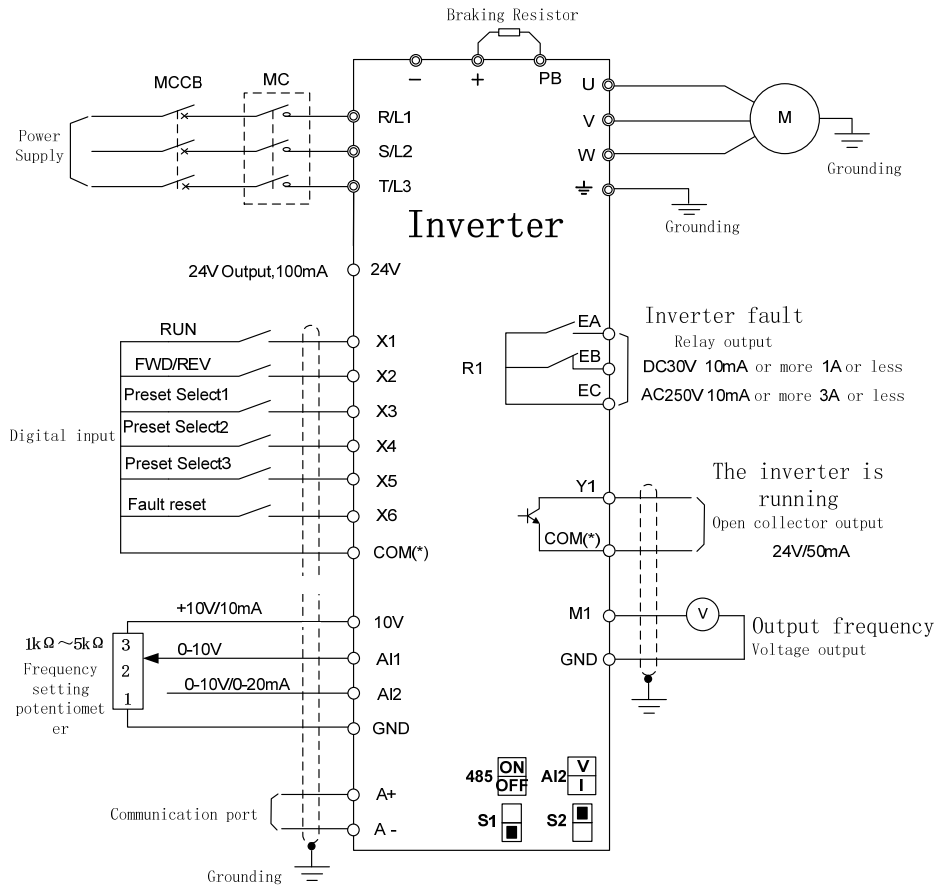 Braking Resistor
MCCB
MC
−
+
PB
U
V
W
M
Power
Supply
R/L1
S/L2
T/L3
Grounding
Grounding
Inverter
24V Output,100mA
24V
RUN
X1
FWD/REV
X2
Preset Select1
X3
Preset Select2
X4
Preset Select3
X5
Fault reset
X6
Digital input
COM(*)
R1
EA
EB
EC
Inverter fault
Relay output
DC30V 10mA or more 1A or less
AC250V 10mA or more 3A or less
Y1
COM(*)
The inverter is
running
Open collector output
24V/50mA
+10V/10mA
10V
1kΩ～5kΩ
3
2
1
0-10V
AI1
Frequency
setting
potentiomet
er
0-10V/0-20mA
AI2
GND
M1
V
GND
Output frequency
Voltage output
485
ON
OFF
AI2
V
I
S1
S2
Communication port
A+
A -
Grounding